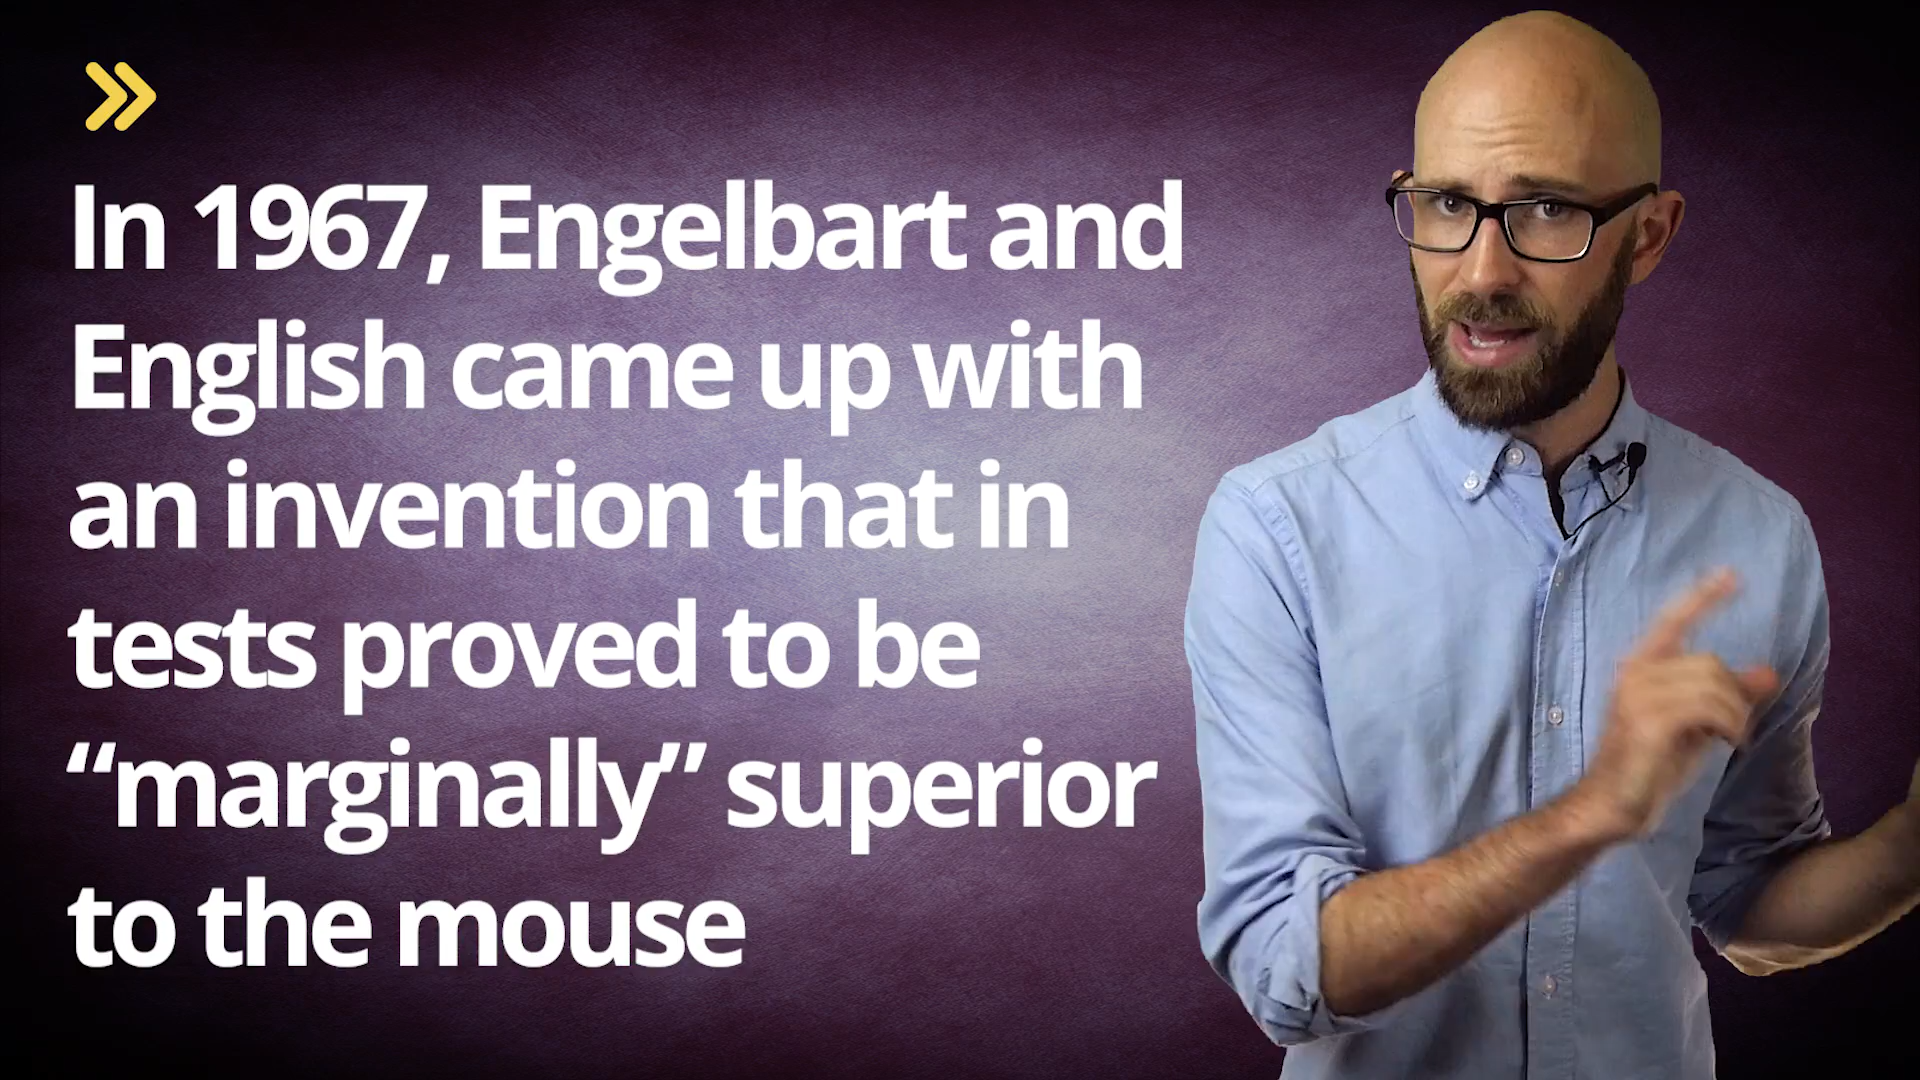 In 1967, Engelbart and
English came up with
an invention that in
tests proved to be
“marginally” superior
to the mouse